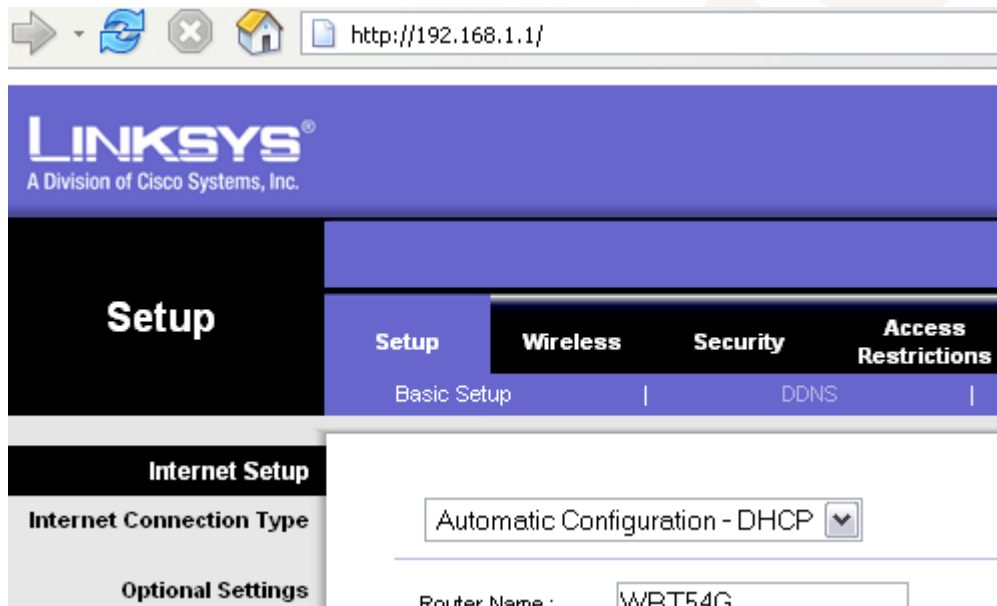 http://192.168.1.1/
LINKSYS®
A Division of Cisco Systems, Inc.
Setup
Setup Wireless Security Access Restrictions
Basic Setup | DDNS |
Internet Setup
Internet Connection Type Automatic Configuration - DHCP
Optional Settings Router Name : WRT54G